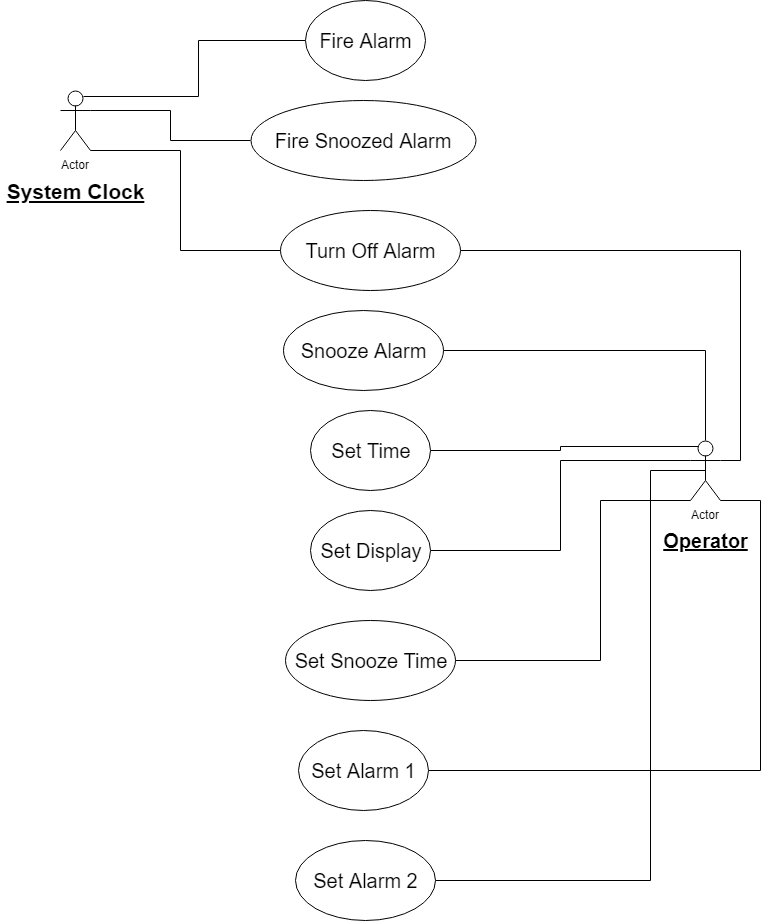 Fire Alarm
Fire Snoozed Alarm
Actor
System Clock
Turn Off Alarm
Snooze Alarm
Set Time
Actor
Operator
Set Display
Set Snooze Time
Set Alarm 1
Set Alarm 2